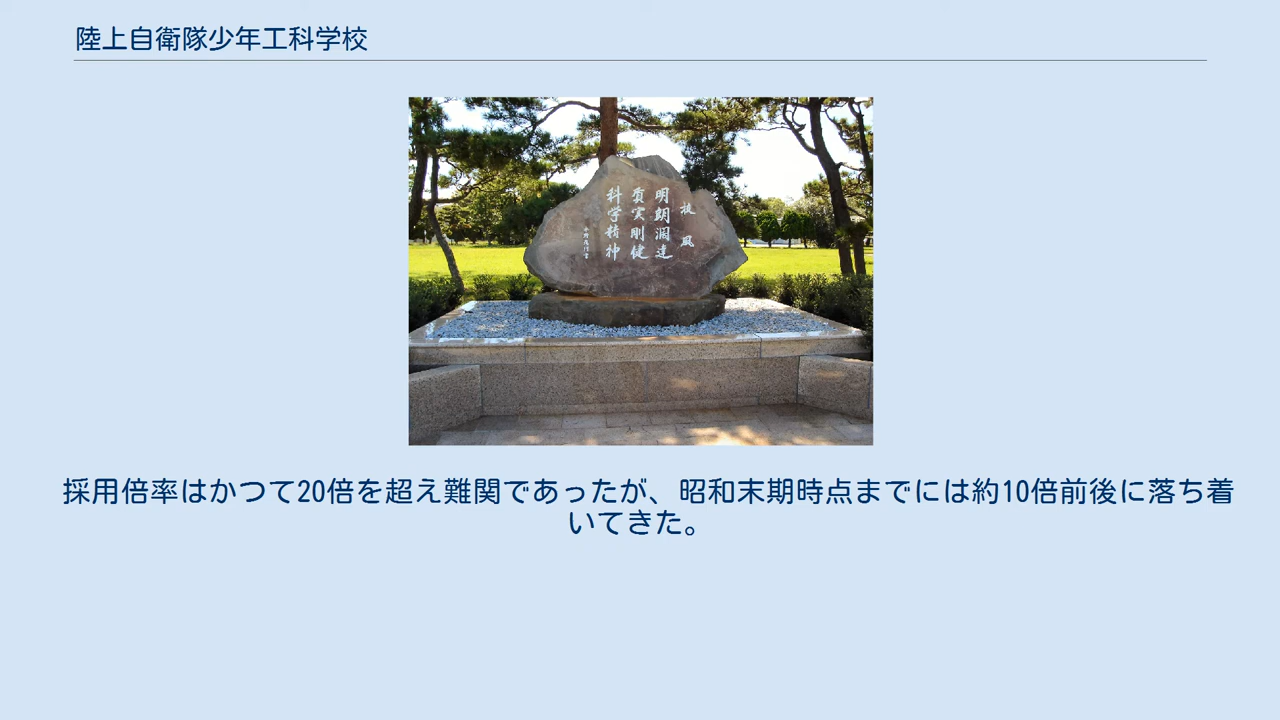 陸上自衛隊少年工科学校
校風
明朗濶達
質実剛健
科学精神
採用倍率はかつて20倍を超え難関であったが、昭和末期時点までには約10倍前後に落ち着
いてきた。